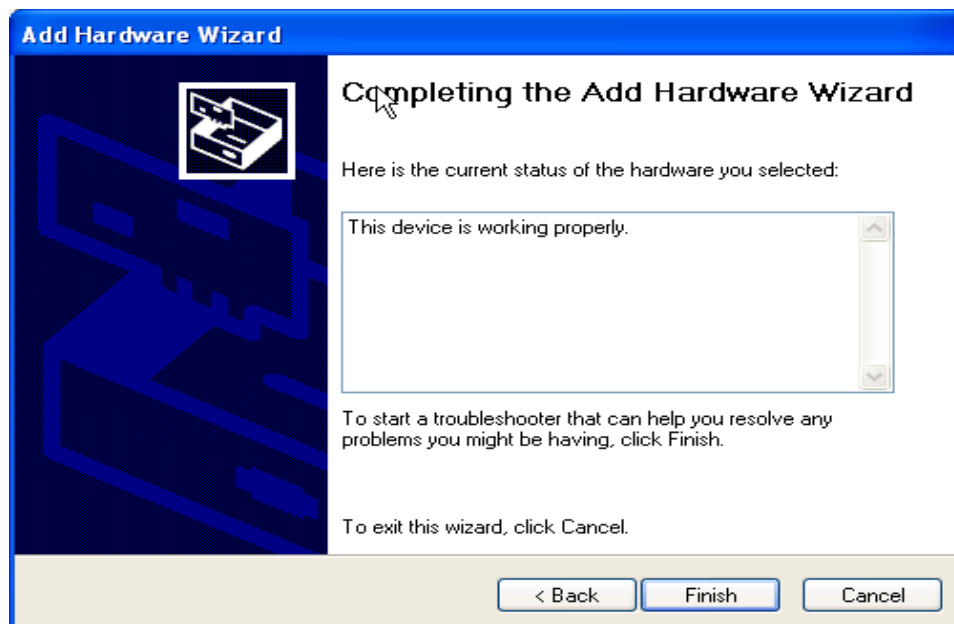 Add Hardware Wizard
Completing the Add Hardware Wizard
Here is the current status of the hardware you selected:
This device is working properly.
To start a troubleshooter that can help you resolve any
problems you might be having, click Finish.
To exit this wizard, click Cancel.
< Back Finish Cancel